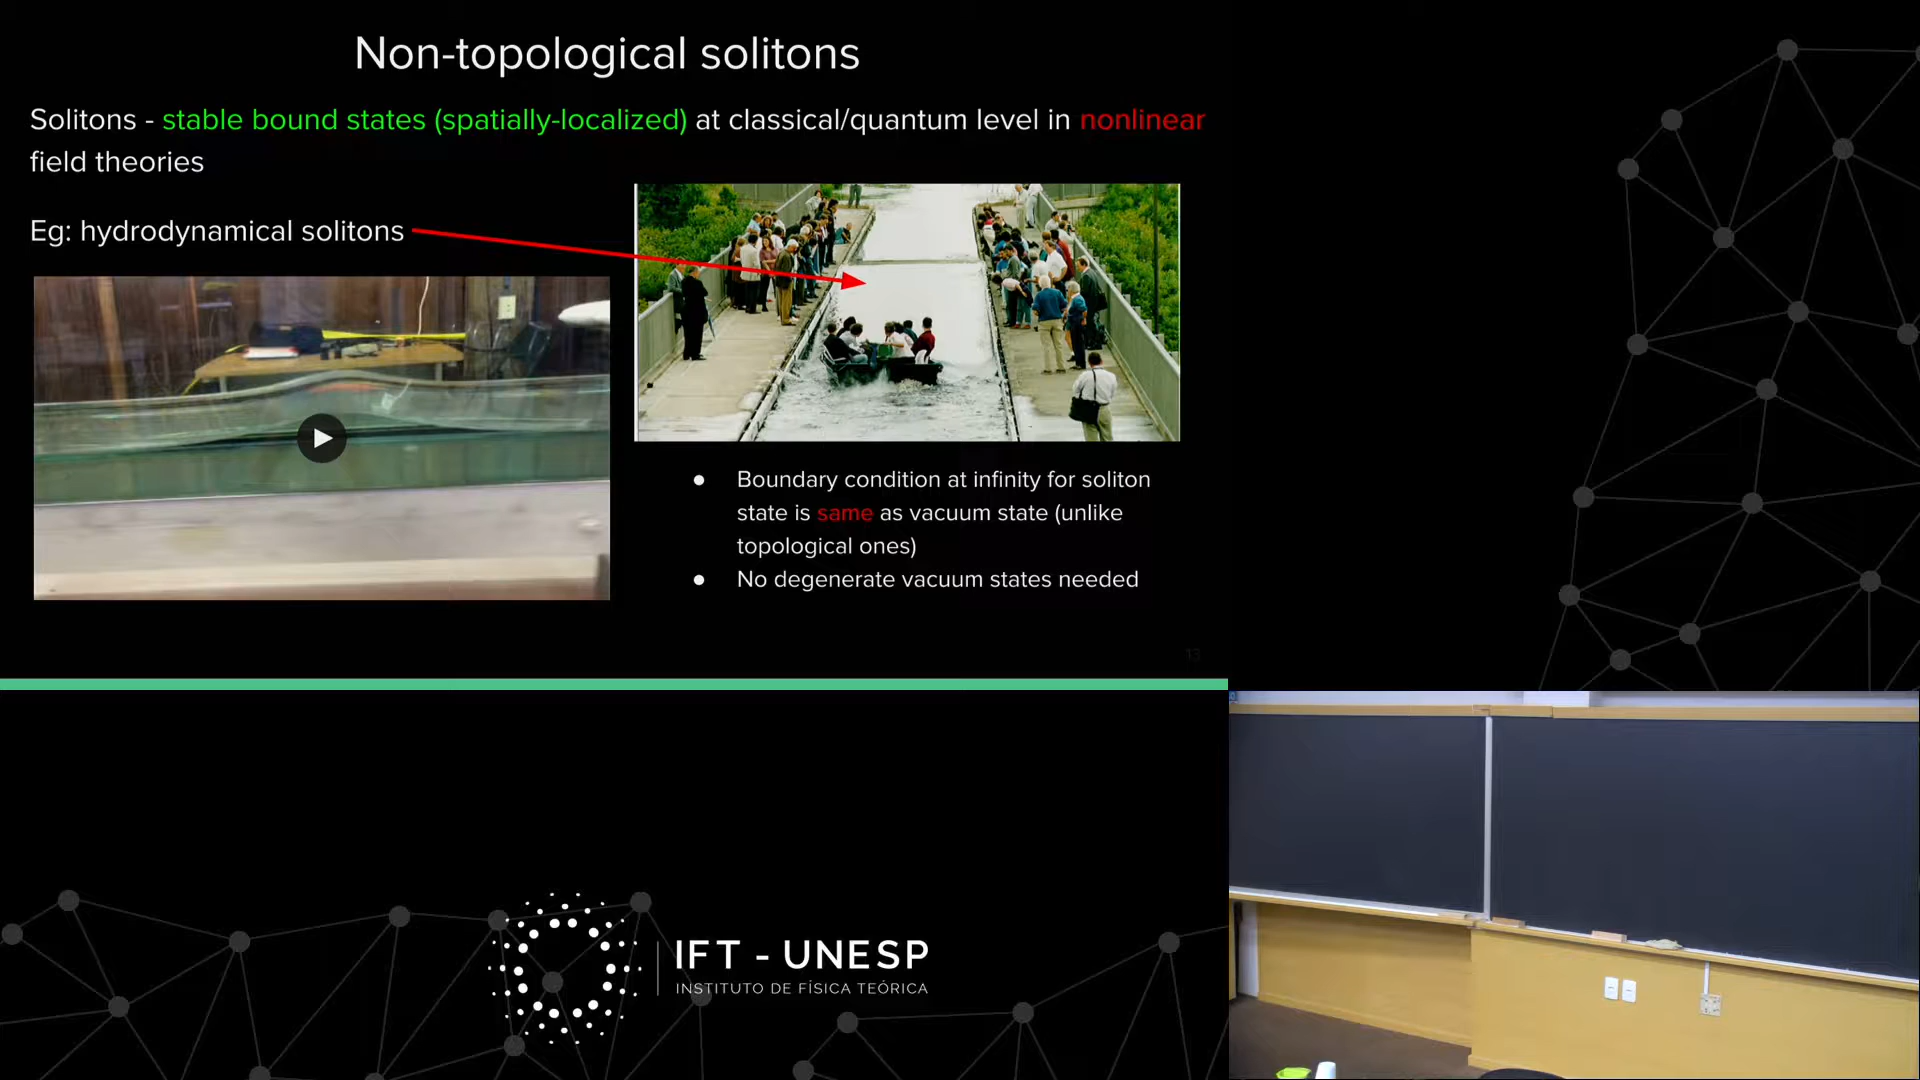 Non-topological solitons
Solitons - stable bound states (spatially-localized) at classical/quantum level in nonlinear
field theories
Eg: hydrodynamical solitons
● Boundary condition at infinity for soliton
state is same as vacuum state (unlike
topological ones)
● No degenerate vacuum states needed
13
IFT - UNESP
INSTITUTO DE FÍSICA TEÓRICA